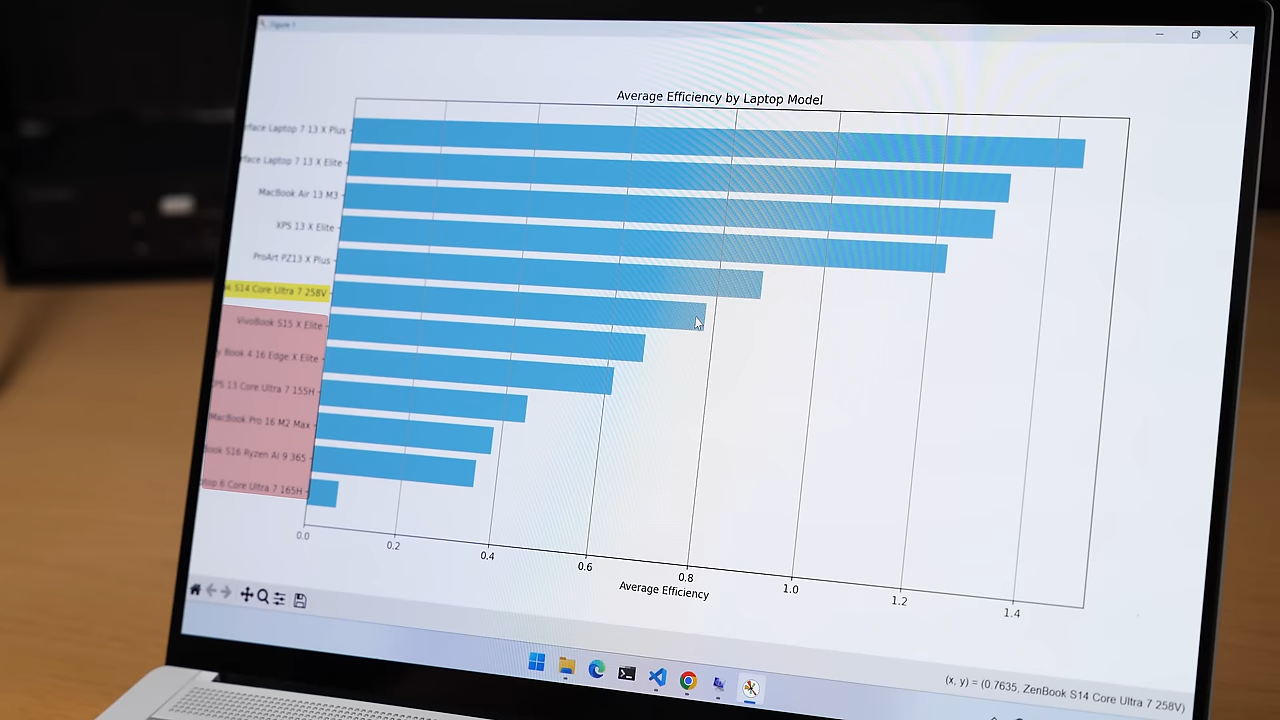 Figure 1
Average Efficiency by Laptop Model
rface Laptop 7 13 X Plus
rface Laptop 7 13 X Elite
MacBook Air 13 M3
XPS 13 X Elite
ProArt PZ13 X Plus
k S14 Core Ultra 7 258V
VivoBook S15 X Elite
y Book 4 16 Edge X Elite
PS 13 Core Ultra 7 155H
MacBook Pro 16 M2 Max
Book S16 Ryzen AI 9 365
ptop 6 Core Ultra 7 165H
0.0 0.2 0.4 0.6 0.8 1.0 1.2 1.4
Average Efficiency
(x, y) = (0.7635, ZenBook S14 Core Ultra 7 258V)